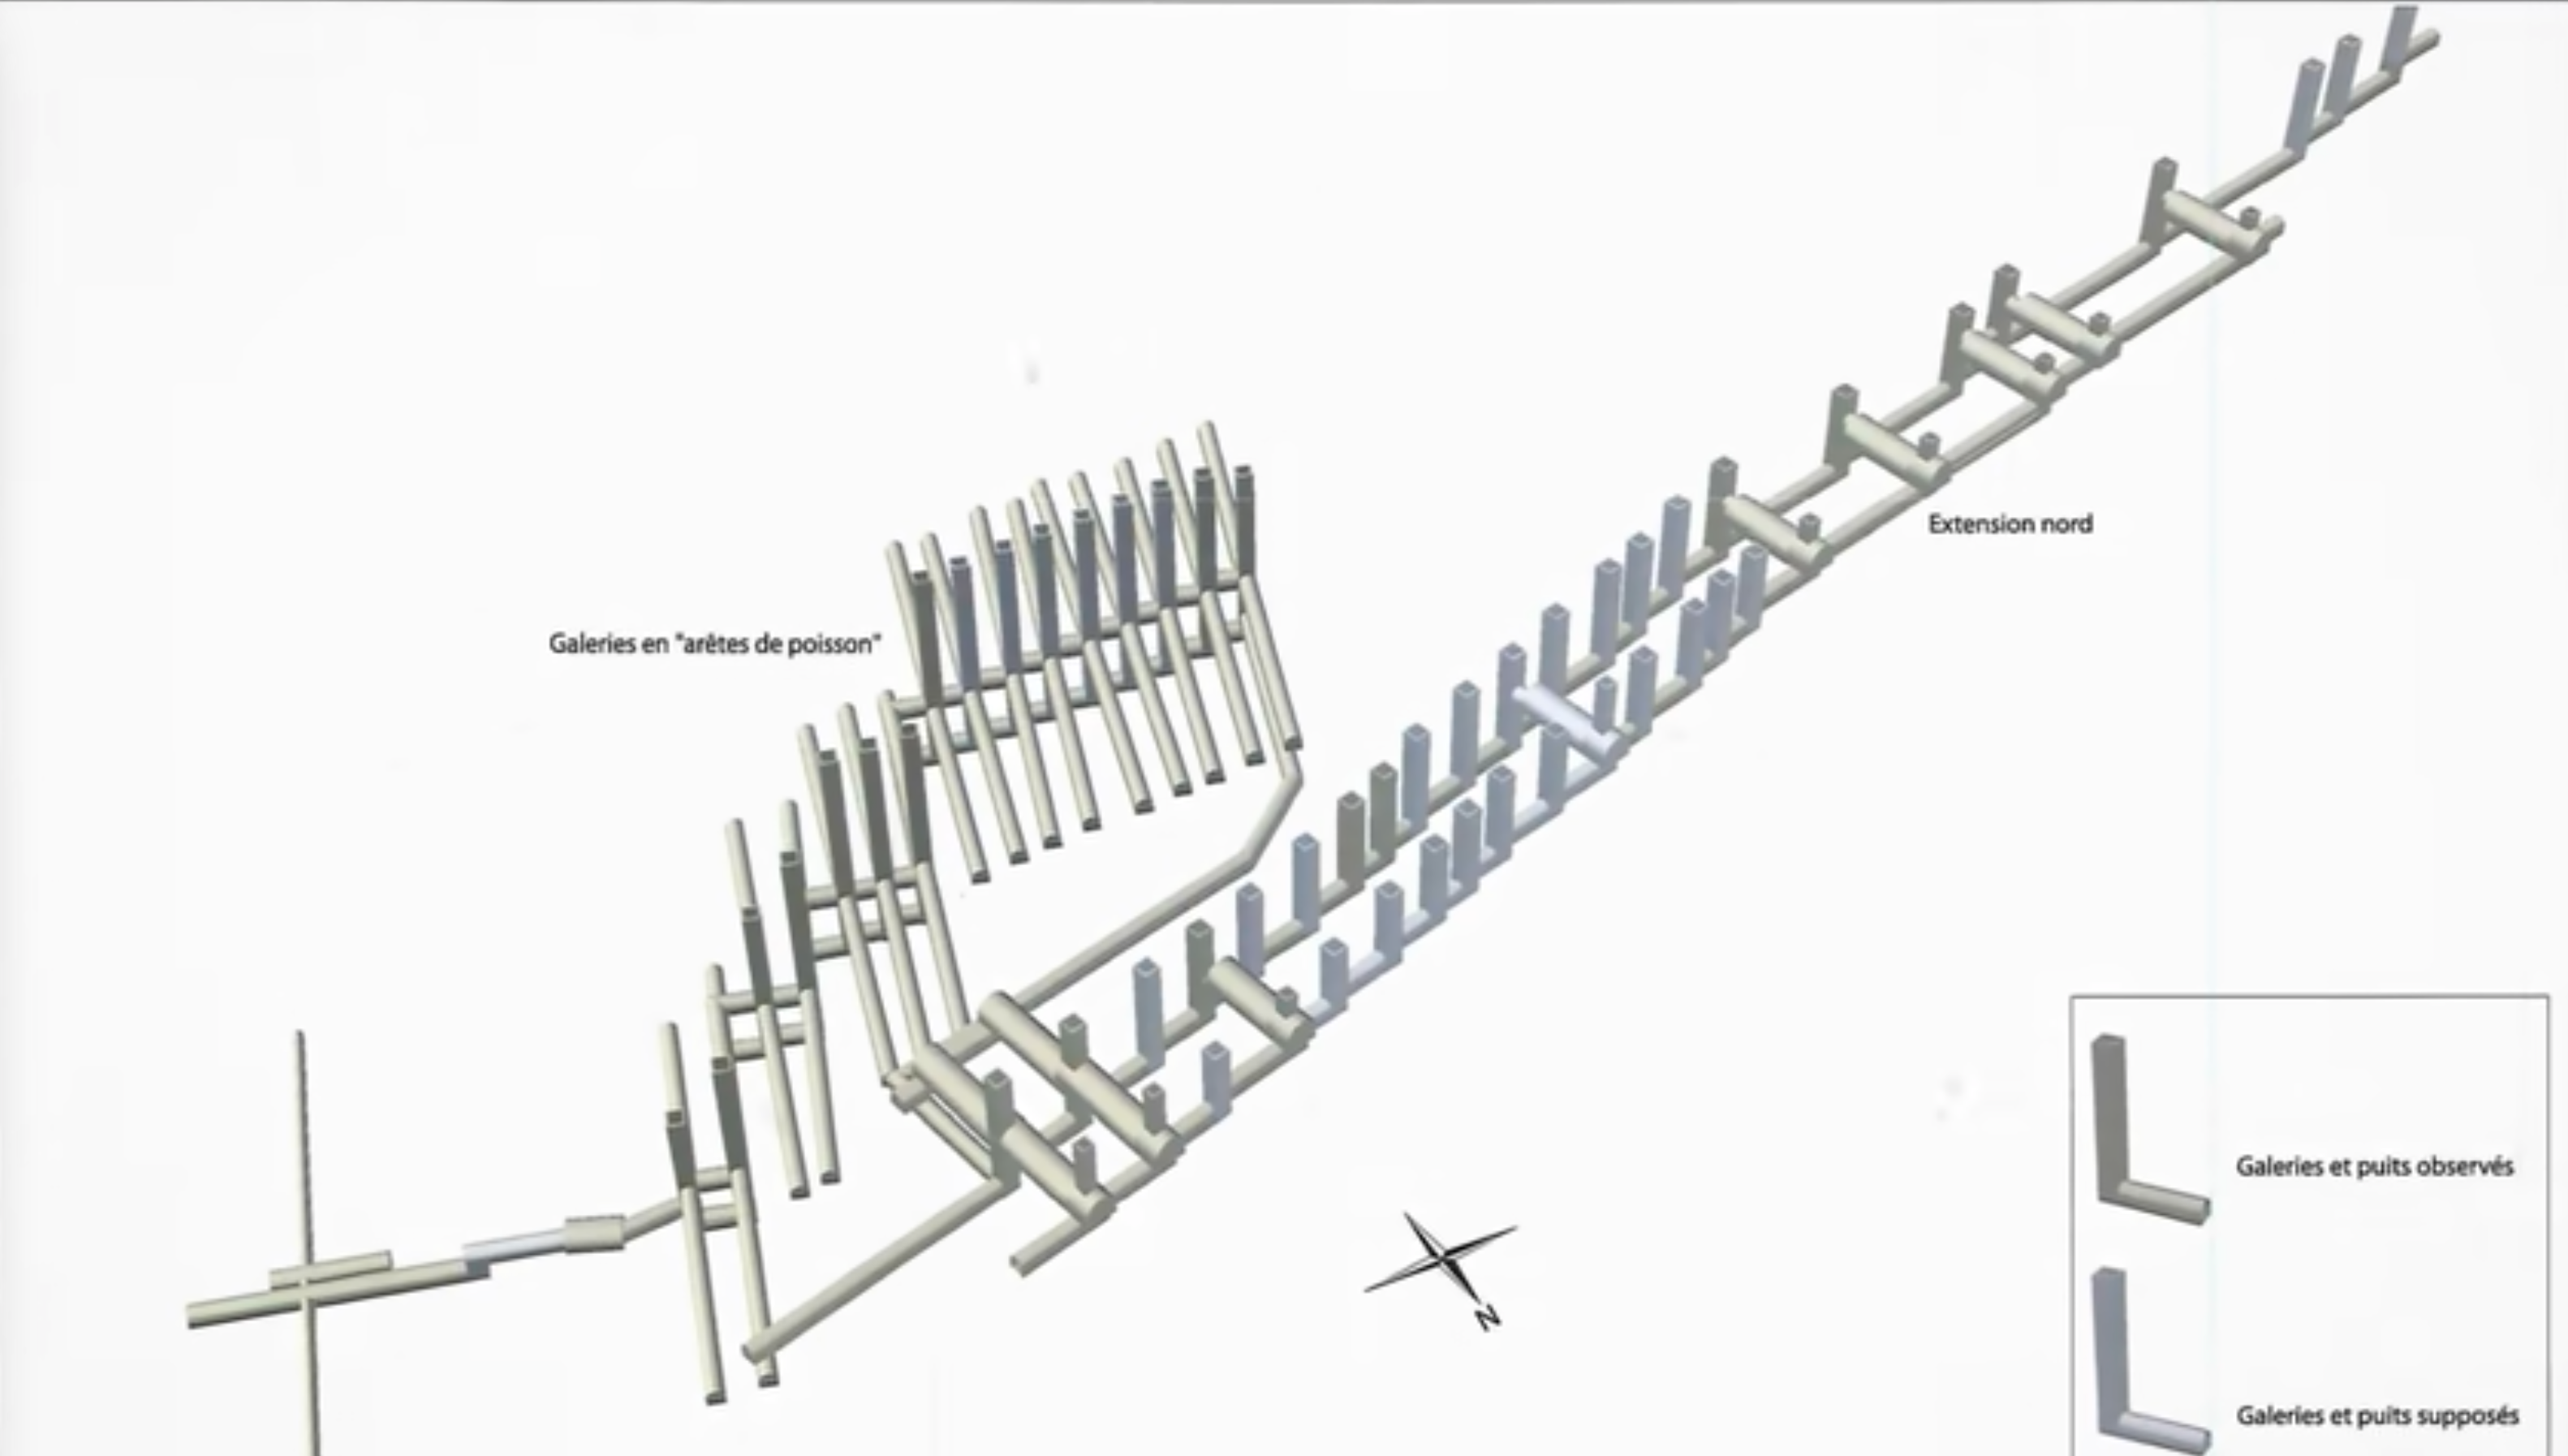 Extension nord
Galeries en "arêtes de poisson"
Galeries et puits observés
N
Galeries et puits supposés